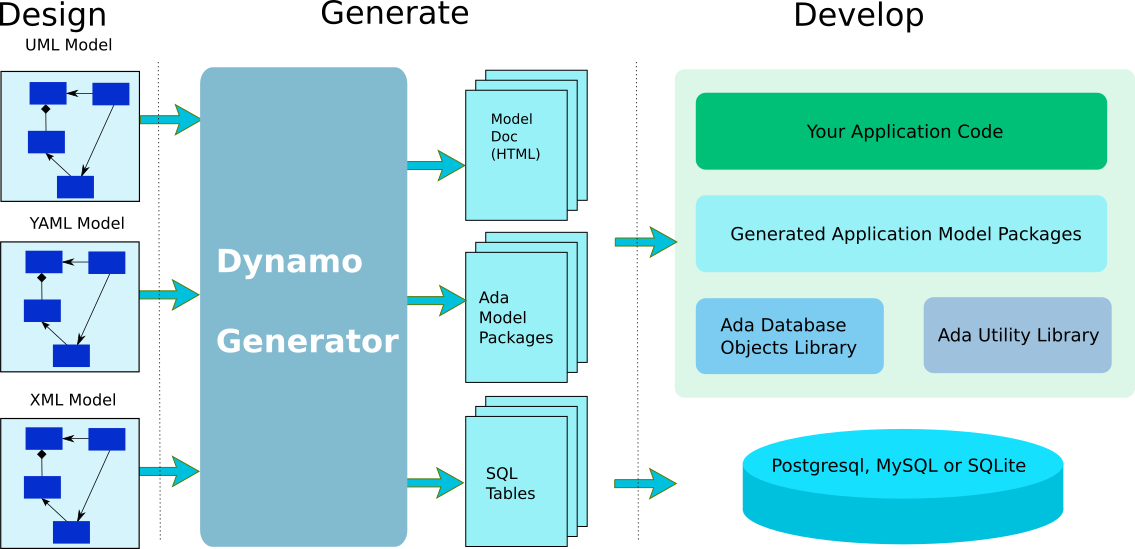 Design
Generate
Develop
UML Model
YAML Model
XML Model
Dynamo
Generator
Model
Doc
(HTML)
Ada
Model
Packages
SQL
Tables
Your Application Code
Generated Application Model Packages
Ada Database
Objects Library
Ada Utility Library
Postgresql, MySQL or SQLite